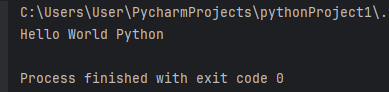 C:\Users\User\PycharmProjects\pythonProject1\.
Hello World Python
Process finished with exit code 0